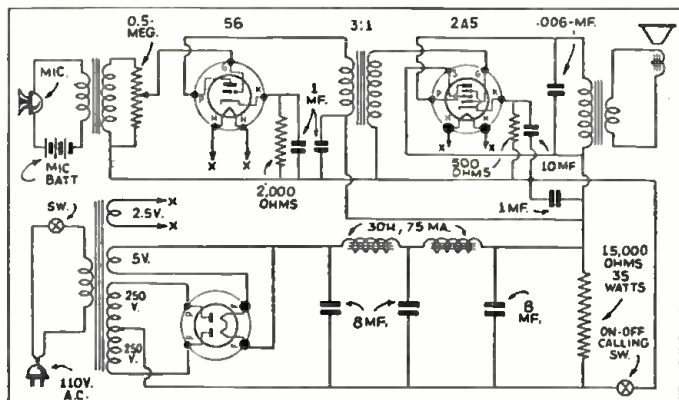 0.5-
MEG.
56
3:1
2A5
.006-MF.
MIC.
MIC
BATT
G
P
K
H
H
X
X
2,000
OHMS
1
MF.
S
G
P
K
H
H
X
X
500
OHMS
10 MF
1 MF.
SW.
2.5V.
X
X
5V.
250
V.
250
V.
110V.
A.C.
P
F
P
F
30H, 75 MA.
8 MF.
8
MF.
15,000
OHMS
35
WATTS
ON-OFF
CALLING
SW.